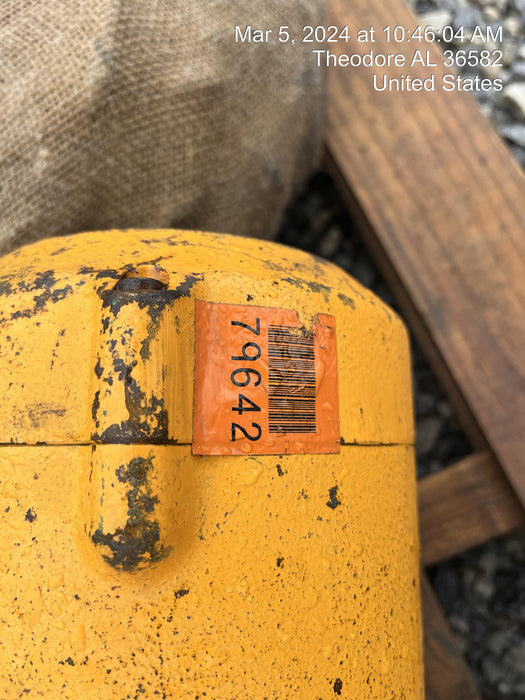 Mar 5, 2024 at 10:46:04 AM
Theodore AL 36582
United States
79642